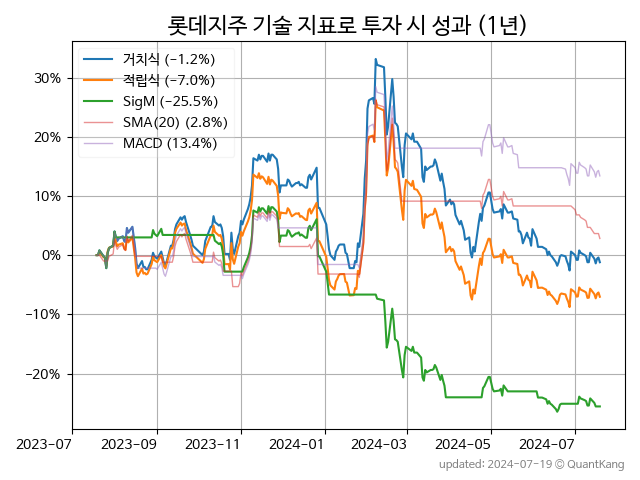 롯데지주 기술 지표로 투자 시 성과 (1년)
거치식 (−1.2%)
적립식 (−7.0%)
SigM (−25.5%)
SMA(20) (2.8%)
MACD (13.4%)
30%
20%
10%
0%
−10%
−20%
2023-07 2023-09 2023-11 2024-01 2024-03 2024-05 2024-07
updated: 2024-07-19 © QuantKang